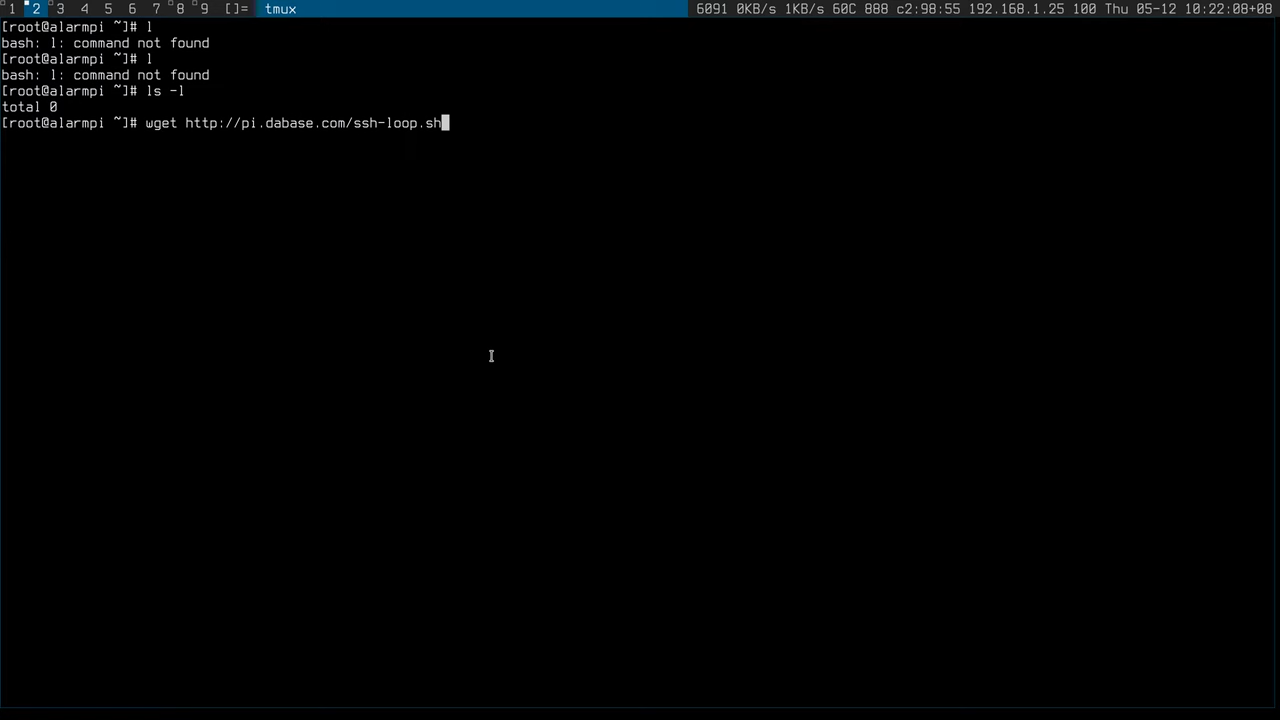 1 2 3 4 5 6 7 8 9 []= tmux 6091 0KB/s 1KB/s 60C 888 c2:98:55 192.168.1.25 100 Thu 05-12 10:22:08+08
[root@alarmpi ~]# l
bash: l: command not found
[root@alarmpi ~]# l
bash: l: command not found
[root@alarmpi ~]# ls -l
total 0
[root@alarmpi ~]# wget http://pi.dabase.com/ssh-loop.sh